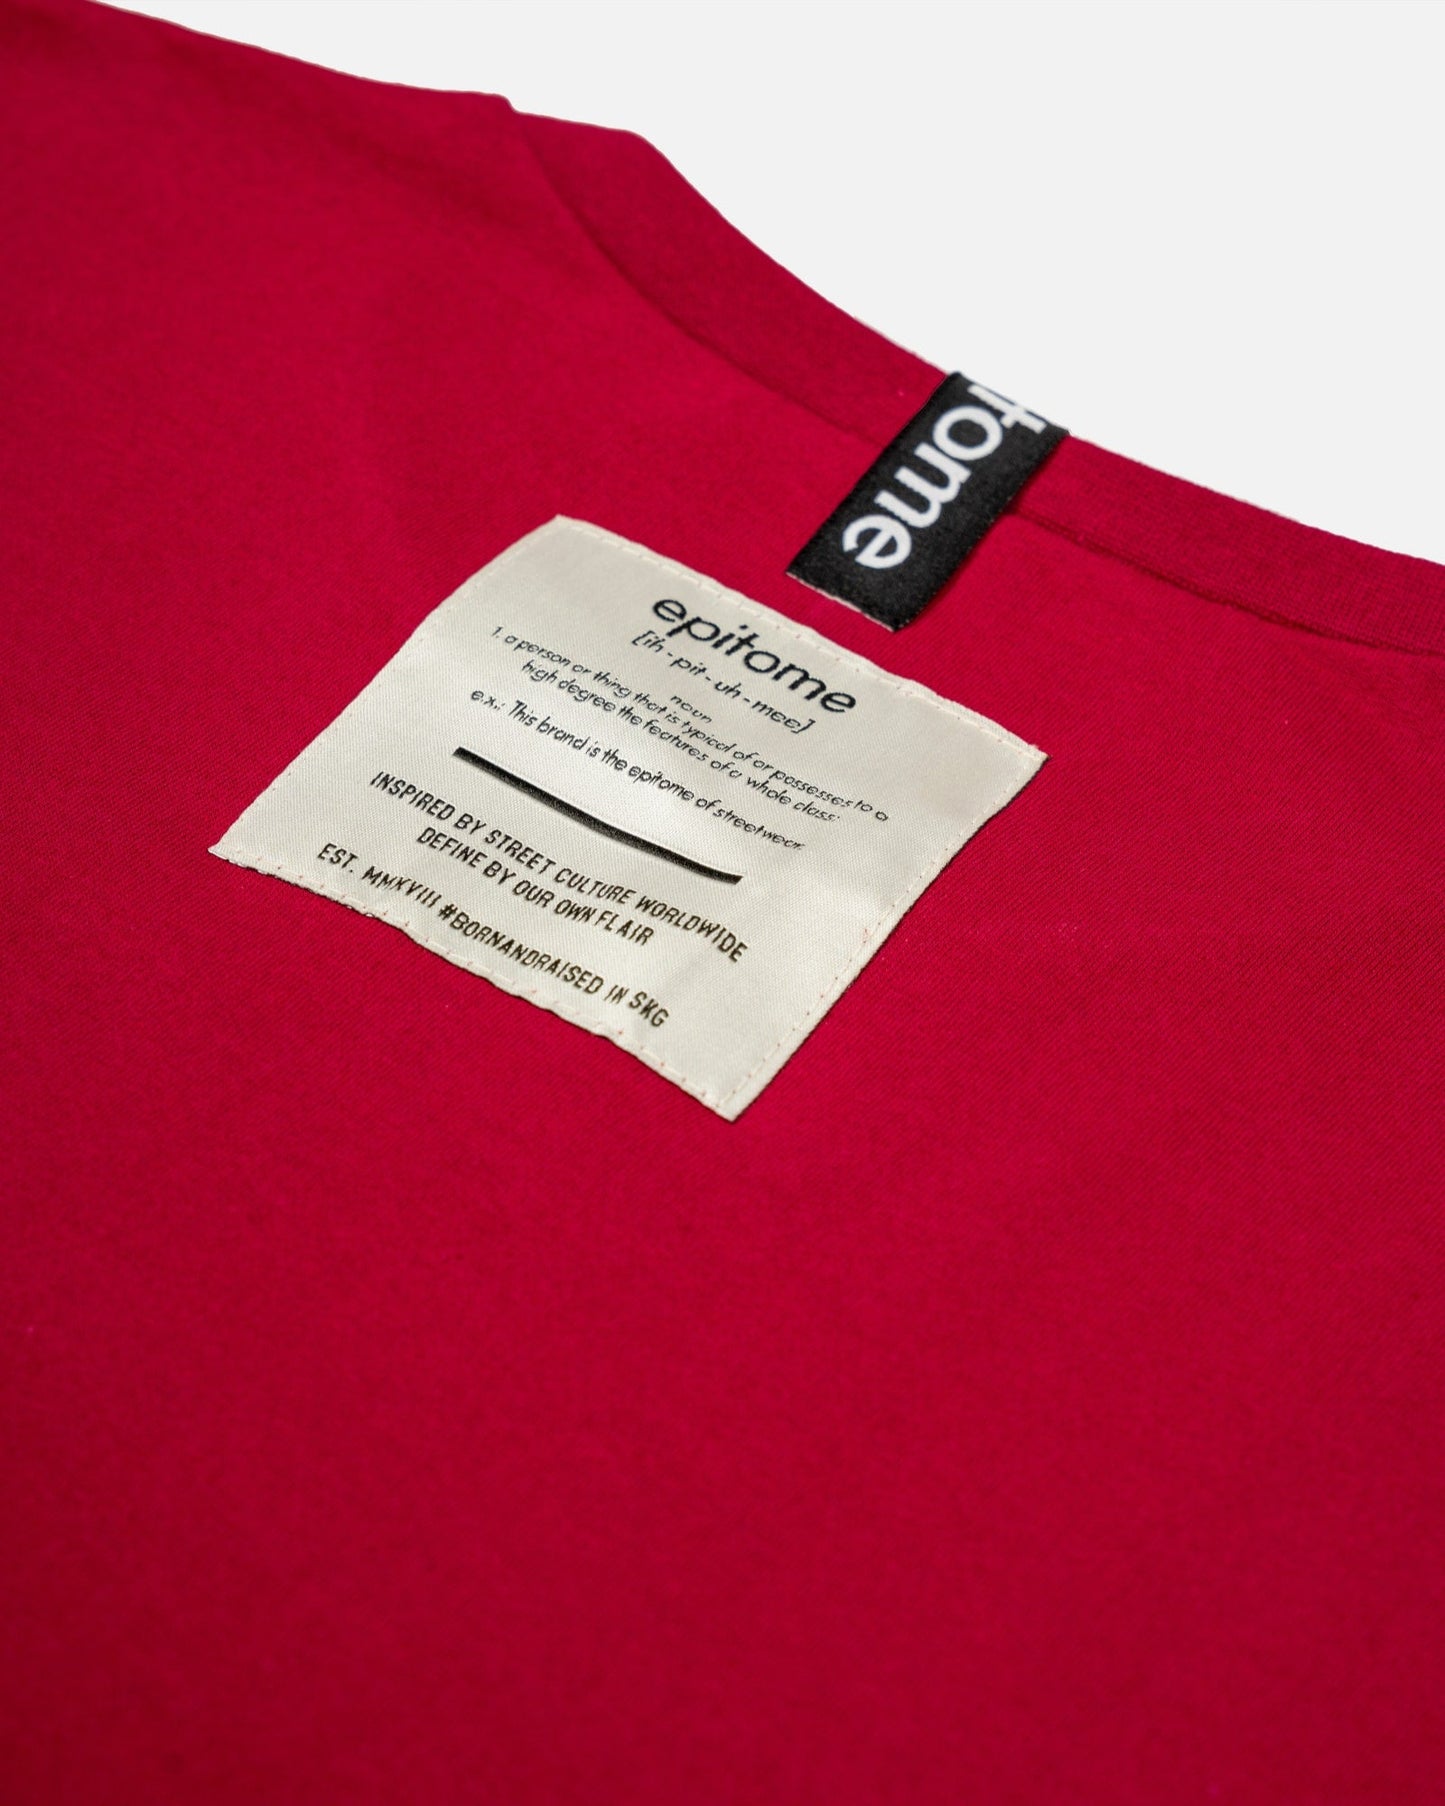 tome
epitome
[ih - pit - uh - mee]
noun
1. a person or thing that is typical of or possesses to a
high degree the features of a whole class:
e.x.: This brand is the epitome of streetwear.
INSPIRED BY STREET CULTURE WORLDWIDE
DEFINE BY OUR OWN FLAIR
EST. MMXVIII #BORNANDRAISED IN SKG